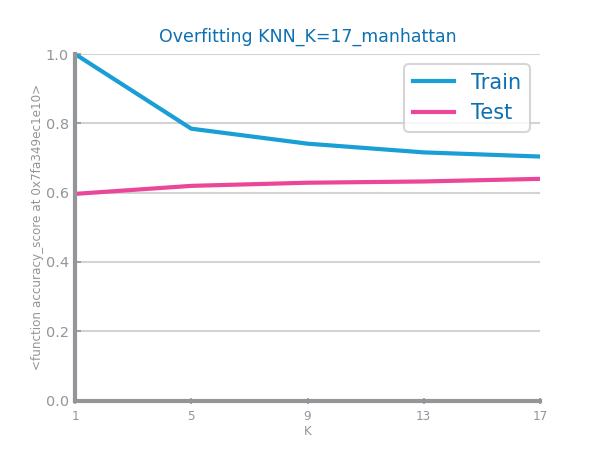 Overfitting KNN_K=17_manhattan
<function accuracy_score at 0x7fa349ec1e10>
1.0
0.8
0.6
0.4
0.2
0.0
Train
Test
1 5 9 13 17
K